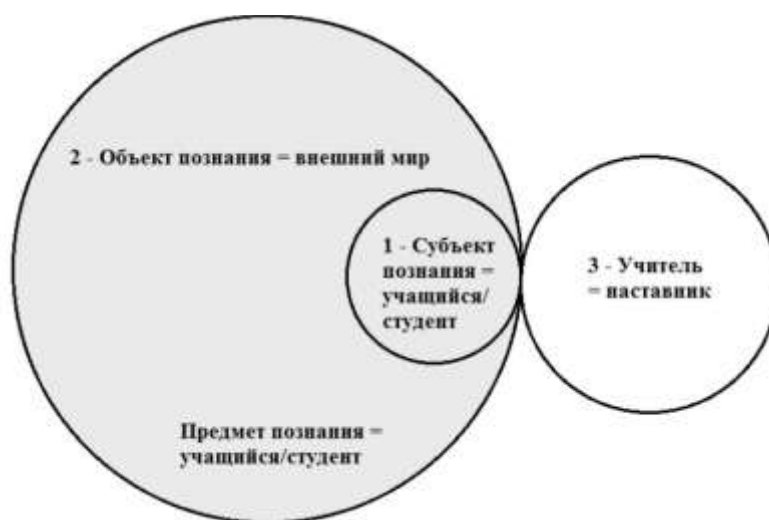 2 - Объект познания = внешний мир
1 - Субъект
познания =
учащийся/
студент
3 - Учитель
= наставник
Предмет познания =
учащийся/студент